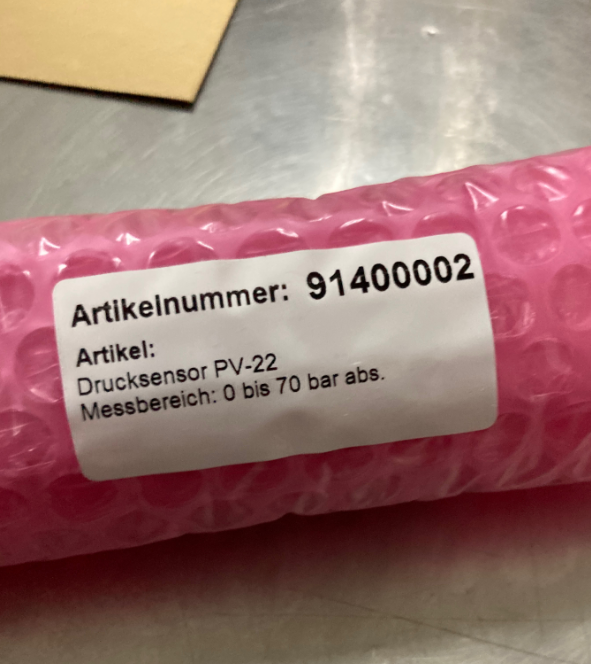 Artikelnummer: 91400002
Artikel:
Drucksensor PV-22
Messbereich: 0 bis 70 bar abs.